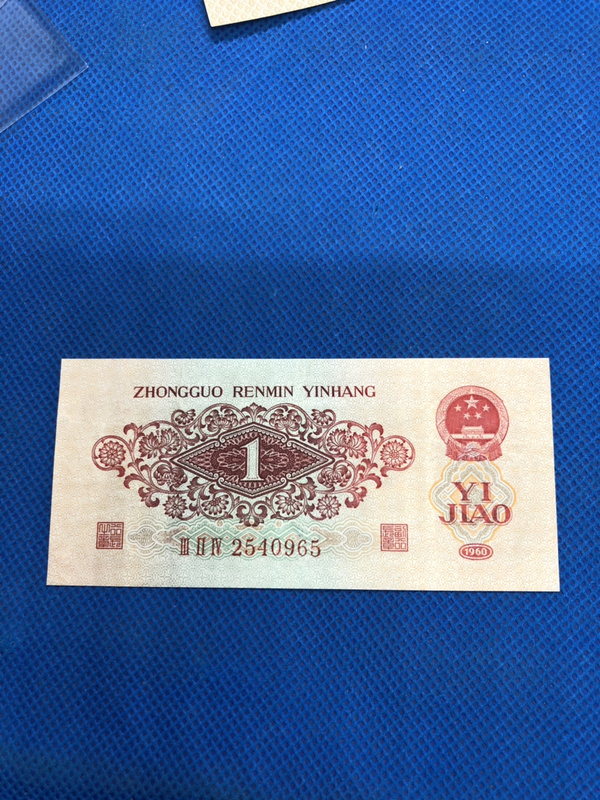 ZHONGGUO RENMIN YINHANG
1
YI
JIAO
III II IV 2540965
1960